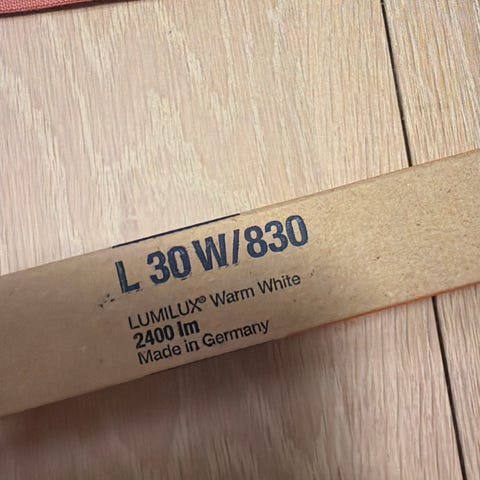 L 30 W/830
LUMILUX® Warm White
2400 lm
Made in Germany